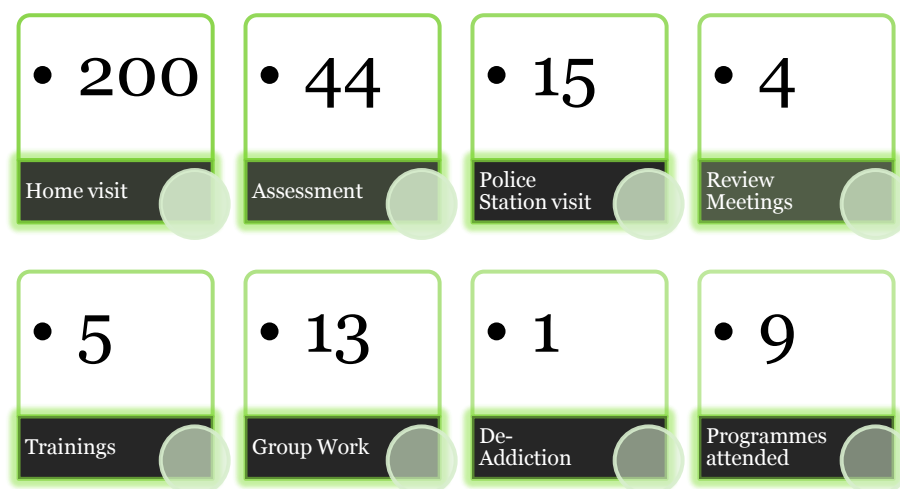 • 200
Home visit
• 44
Assessment
• 15
Police
Station visit
• 4
Review
Meetings
• 5
Trainings
• 13
Group Work
• 1
De-
Addiction
• 9
Programmes
attended